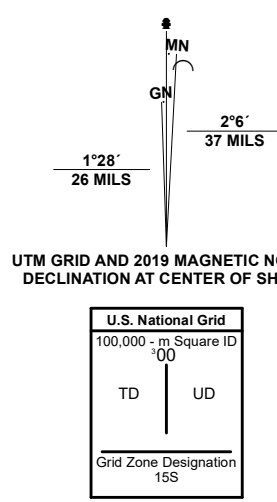 MN
GN
2°6´
37 MILS
1°28´
26 MILS
UTM GRID AND 2019 MAGNETIC N
DECLINATION AT CENTER OF SH
U.S. National Grid
100,000 - m Square ID
³00
TD UD
Grid Zone Designation
15S